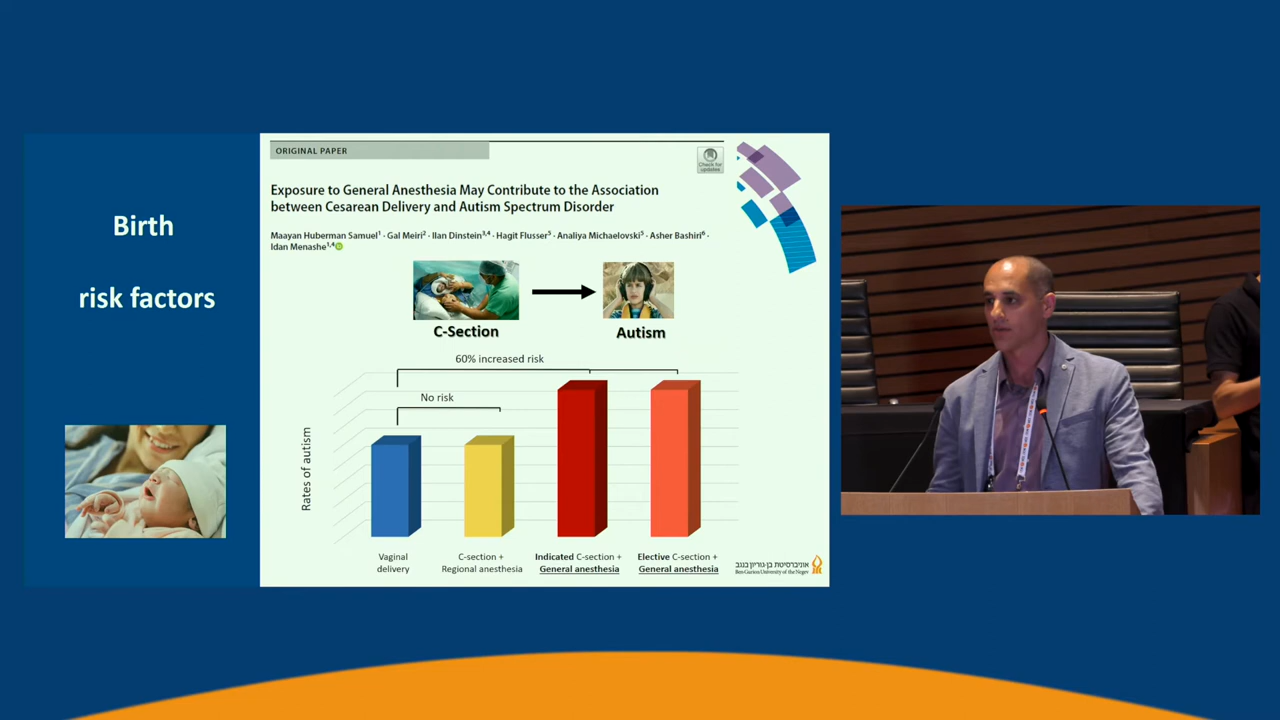 Birth
risk factors
ORIGINAL PAPER
Check for
updates
Exposure to General Anesthesia May Contribute to the Association
between Cesarean Delivery and Autism Spectrum Disorder
Maayan Huberman Samuel1 · Gal Meiri2 · Ilan Dinstein3,4 · Hagit Flusser5 · Analiya Michaelovski5 · Asher Bashiri6 ·
Idan Menashe1,4
C-Section
Autism
60% increased risk
No risk
Rates of autism
Vaginal
delivery
C-section +
Regional anesthesia
Indicated C-section +
General anesthesia
Elective C-section +
General anesthesia
אוניברסיטת בן-גוריון בנגב
Ben-Gurion University of the Negev